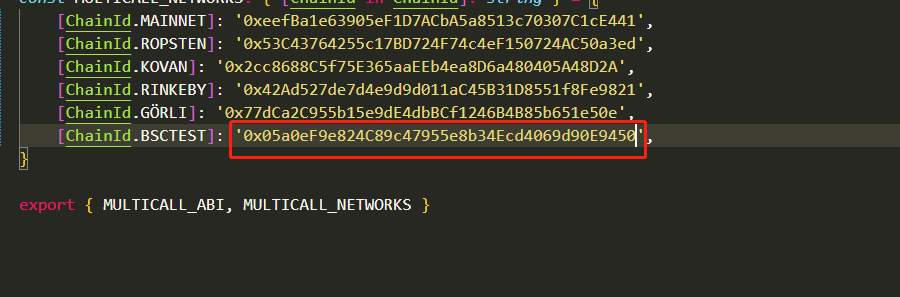 const MULTICALL_NETWORKS: { [ChainId in ChainId]: string } = {
[ChainId.MAINNET]: '0xeefBa1e63905eF1D7ACbA5a8513c70307C1cE441',
[ChainId.ROPSTEN]: '0x53C43764255c17BD724F74c4eF150724AC50a3ed',
[ChainId.KOVAN]: '0x2cc8688C5f75E365aaEEb4ea8D6a480405A48D2A',
[ChainId.RINKEBY]: '0x42Ad527de7d4e9d9d011aC45B31D8551f8Fe9821',
[ChainId.GÖRLI]: '0x77dCa2C955b15e9dE4dbBCf1246B4B85b651e50e',
[ChainId.BSCTEST]: '0x05a0eF9e824C89c47955e8b34Ecd4069d90E9450',
}
export { MULTICALL_ABI, MULTICALL_NETWORKS }